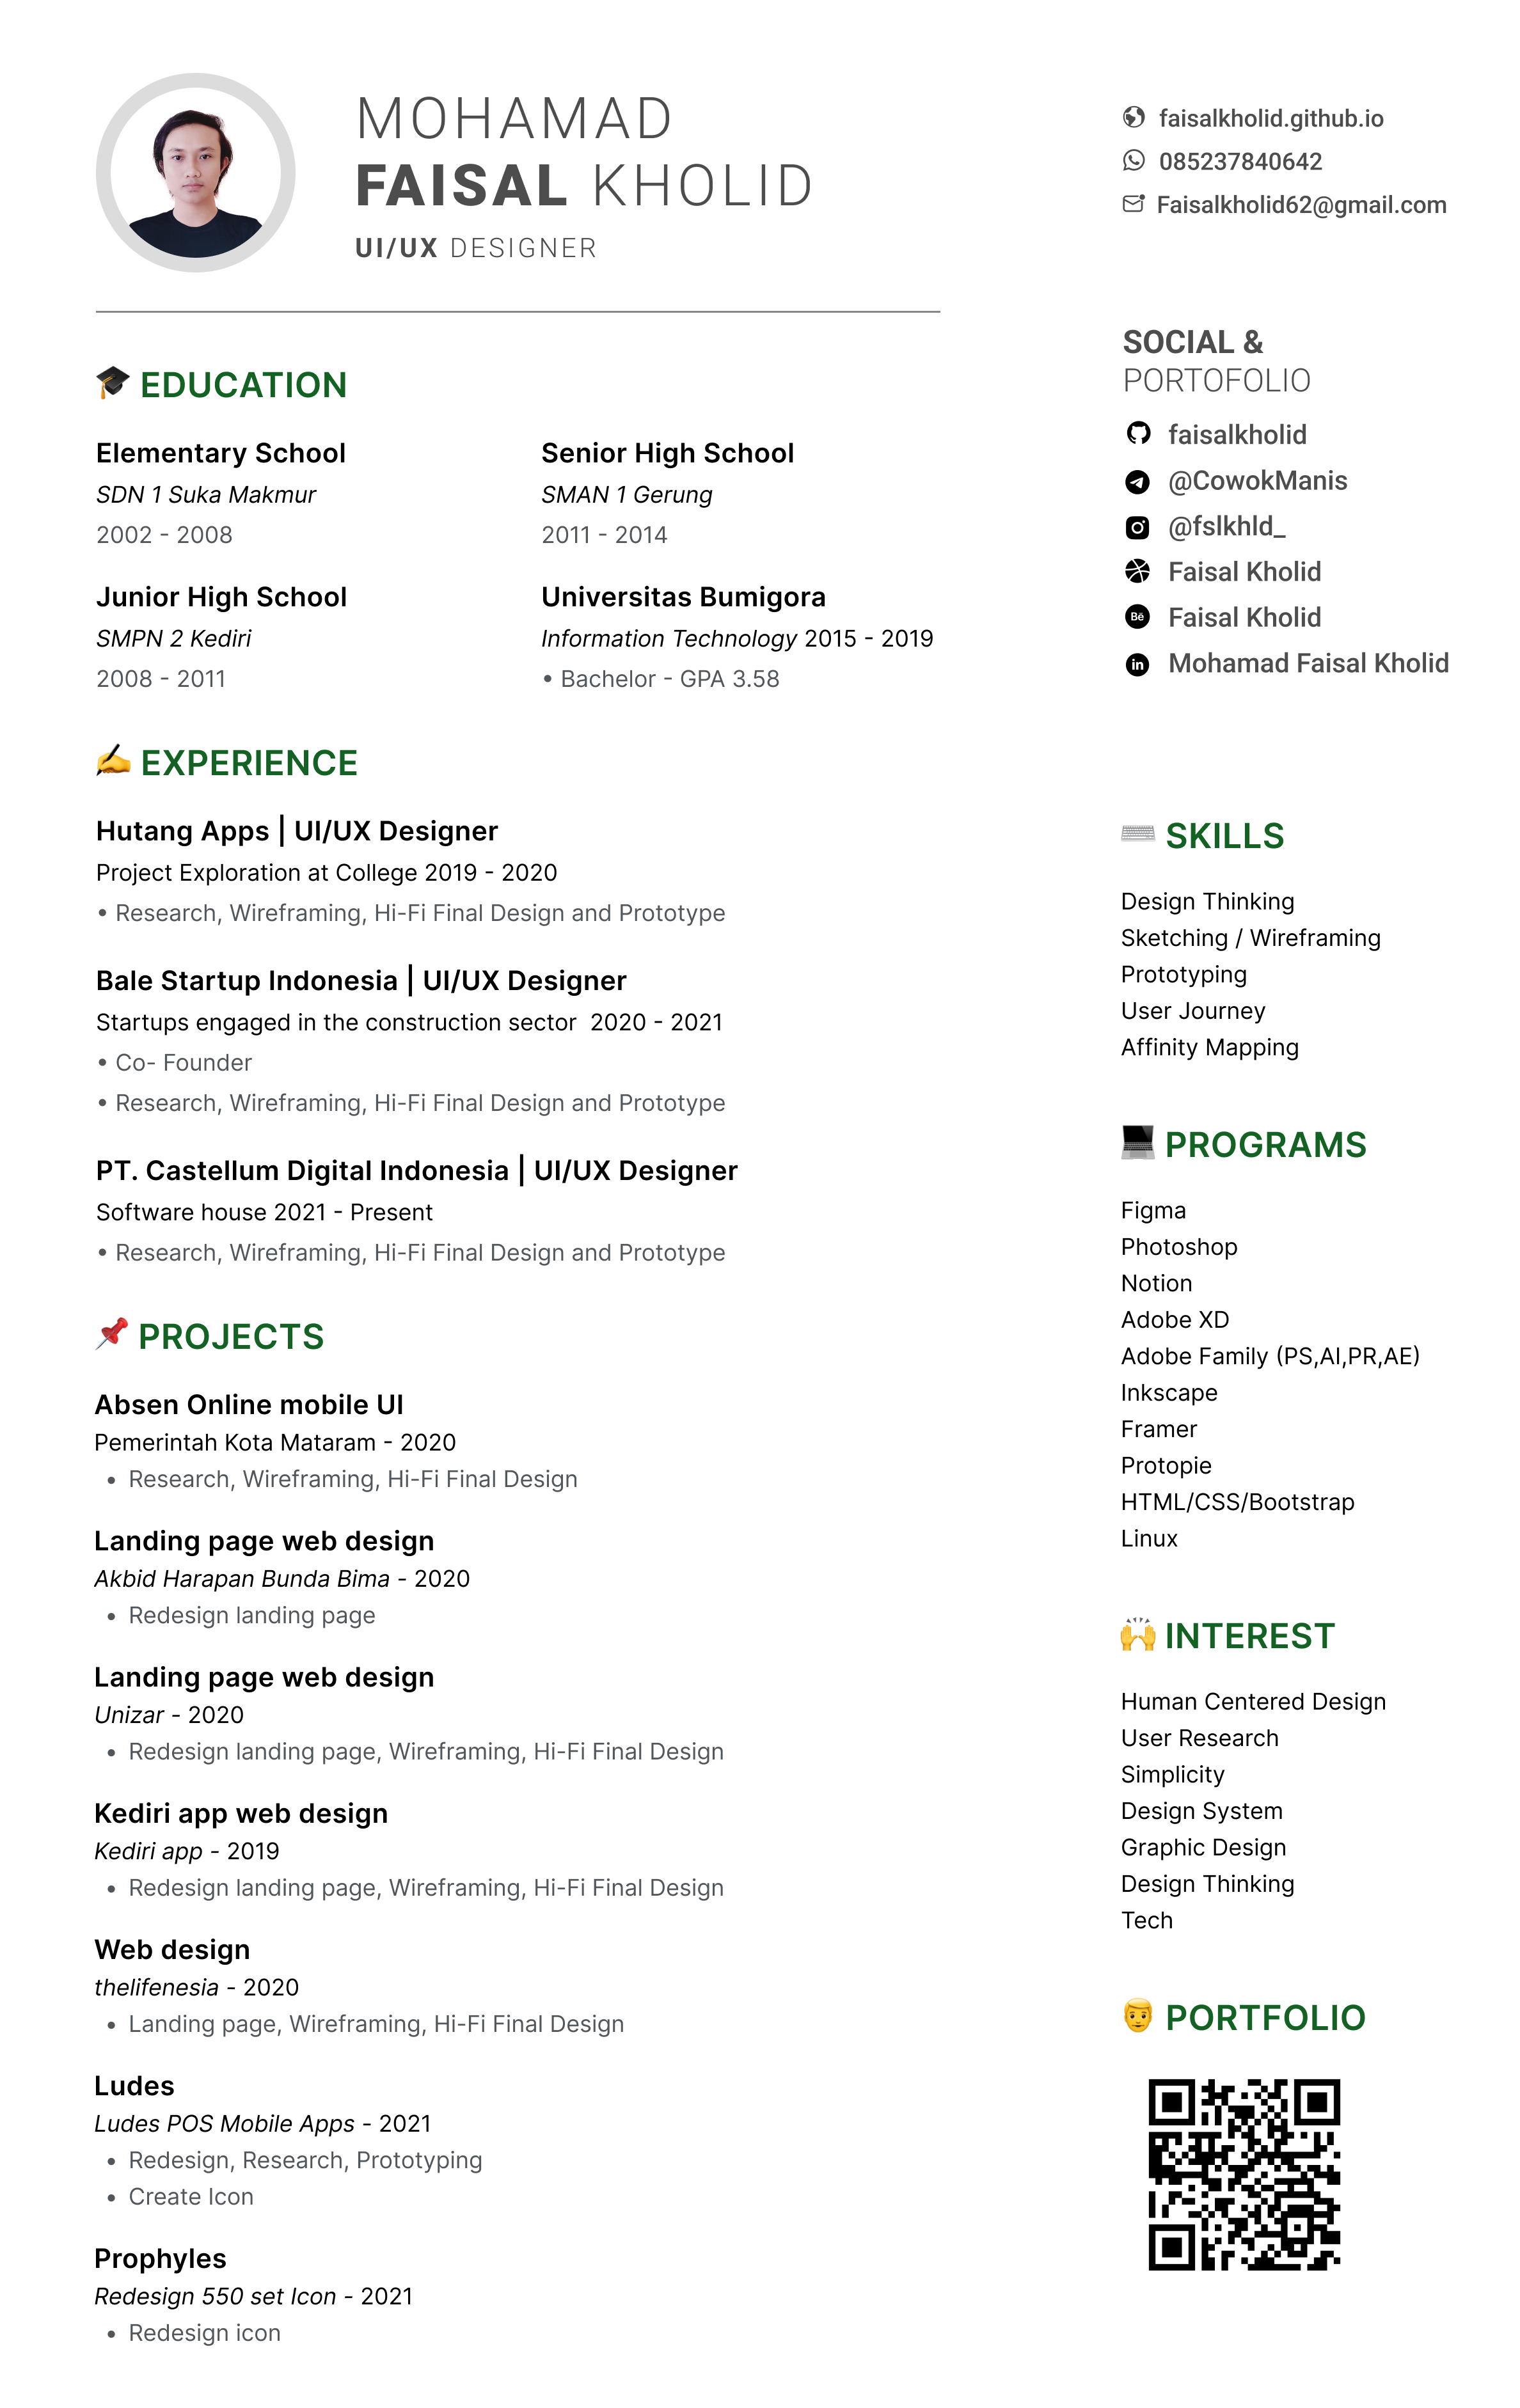 MOHAMAD
FAISAL KHOLID
UI/UX DESIGNER
faisalkholid.github.io
085237840642
Faisalkholid62@gmail.com
SOCIAL &
PORTOFOLIO
faisalkholid
@CowokManis
@fslkhld_
Faisal Kholid
Bē Faisal Kholid
in Mohamad Faisal Kholid
EDUCATION
Elementary School
SDN 1 Suka Makmur
2002 - 2008
Junior High School
SMPN 2 Kediri
2008 - 2011
Senior High School
SMAN 1 Gerung
2011 - 2014
Universitas Bumigora
Information Technology 2015 - 2019
• Bachelor - GPA 3.58
EXPERIENCE
Hutang Apps | UI/UX Designer
Project Exploration at College 2019 - 2020
• Research, Wireframing, Hi-Fi Final Design and Prototype
Bale Startup Indonesia | UI/UX Designer
Startups engaged in the construction sector 2020 - 2021
• Co- Founder
• Research, Wireframing, Hi-Fi Final Design and Prototype
PT. Castellum Digital Indonesia | UI/UX Designer
Software house 2021 - Present
• Research, Wireframing, Hi-Fi Final Design and Prototype
PROJECTS
Absen Online mobile UI
Pemerintah Kota Mataram - 2020
• Research, Wireframing, Hi-Fi Final Design
Landing page web design
Akbid Harapan Bunda Bima - 2020
• Redesign landing page
Landing page web design
Unizar - 2020
• Redesign landing page, Wireframing, Hi-Fi Final Design
Kediri app web design
Kediri app - 2019
• Redesign landing page, Wireframing, Hi-Fi Final Design
Web design
thelifenesia - 2020
• Landing page, Wireframing, Hi-Fi Final Design
Ludes
Ludes POS Mobile Apps - 2021
• Redesign, Research, Prototyping
• Create Icon
Prophyles
Redesign 550 set Icon - 2021
• Redesign icon
SKILLS
Design Thinking
Sketching / Wireframing
Prototyping
User Journey
Affinity Mapping
PROGRAMS
Figma
Photoshop
Notion
Adobe XD
Adobe Family (PS,AI,PR,AE)
Inkscape
Framer
Protopie
HTML/CSS/Bootstrap
Linux
INTEREST
Human Centered Design
User Research
Simplicity
Design System
Graphic Design
Design Thinking
Tech
PORTFOLIO